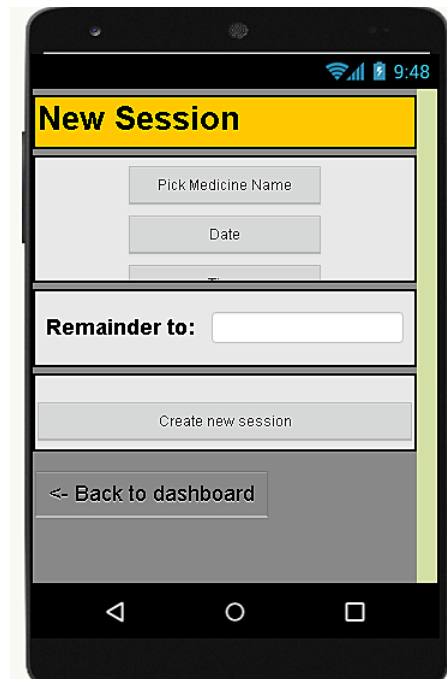 9:48
New Session
Pick Medicine Name
Date
Remainder to:
Create new session
<- Back to dashboard